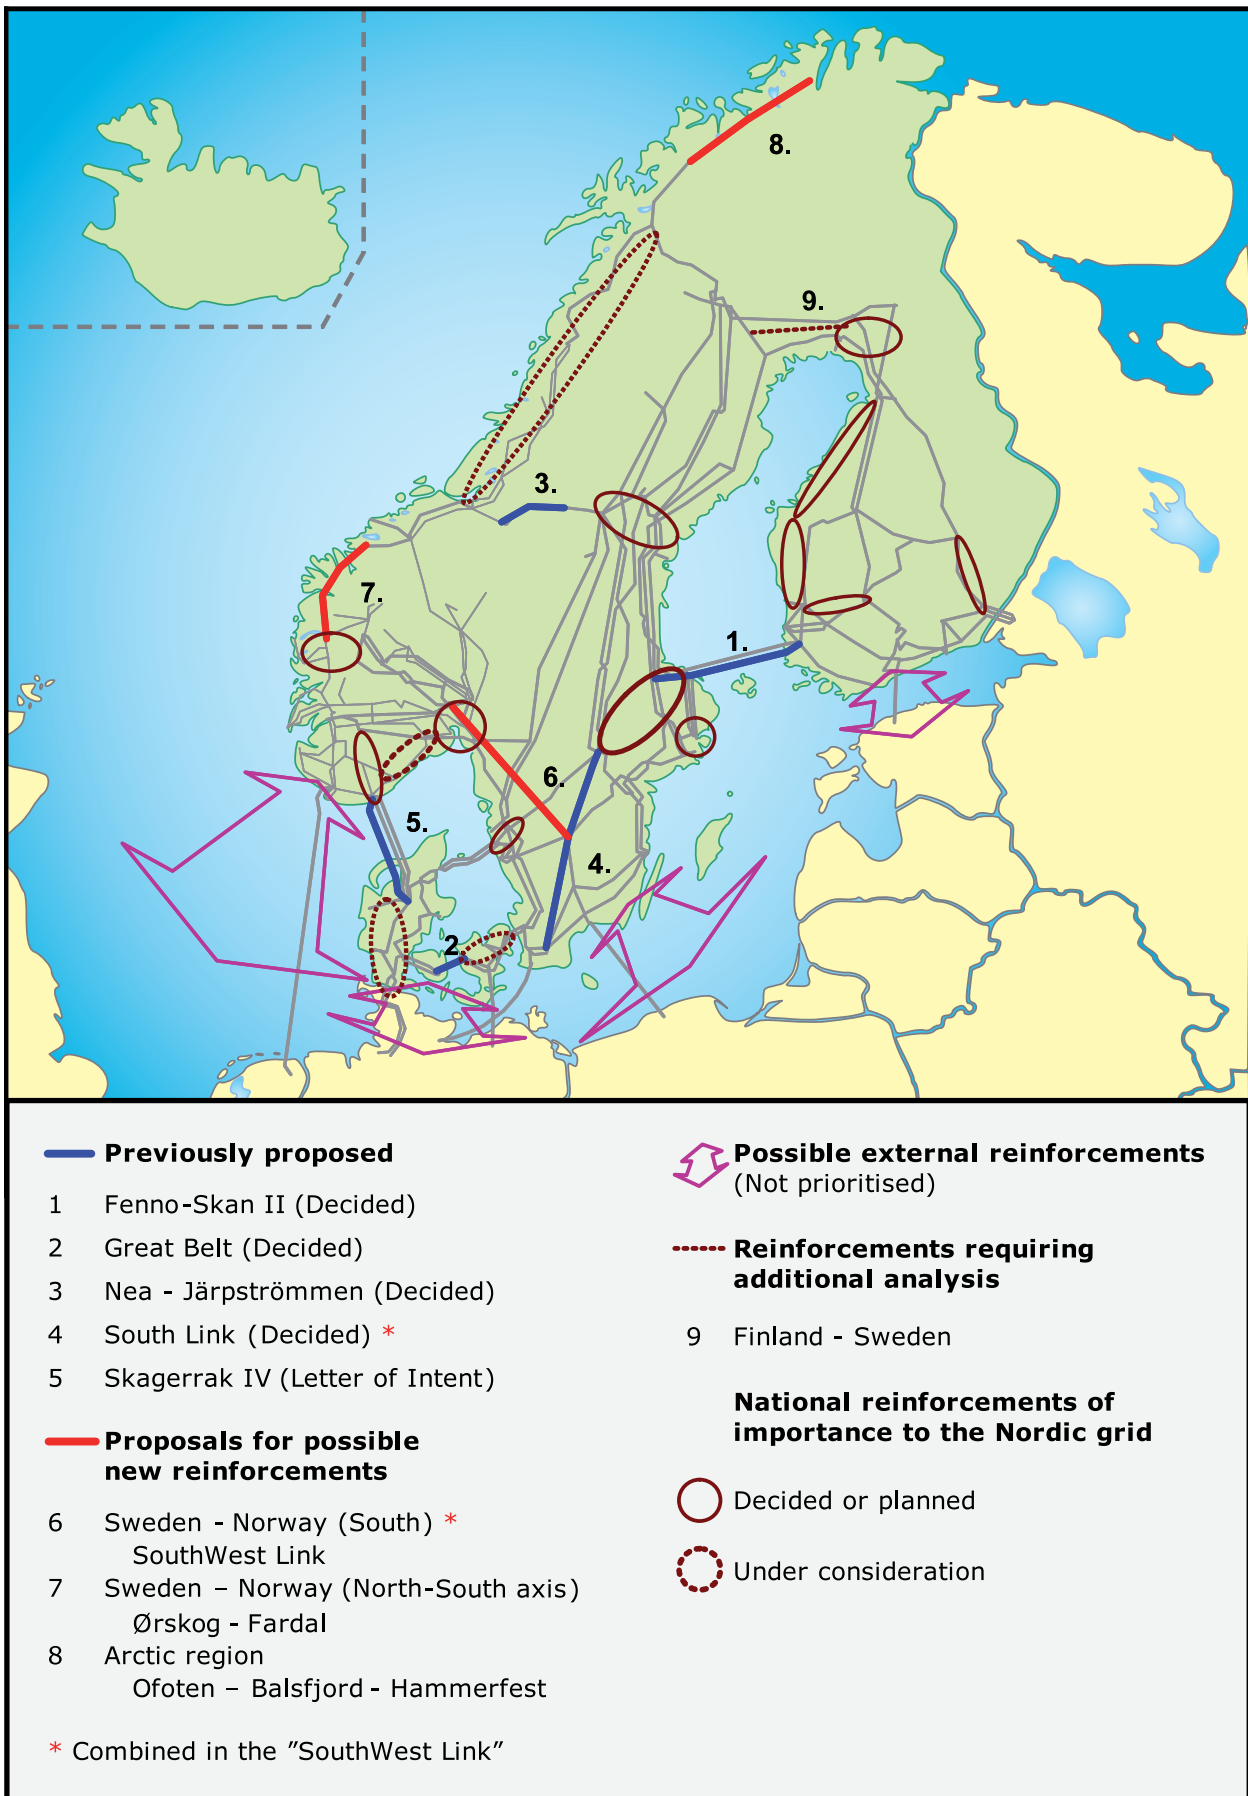 8.
9.
3.
7.
1.
6.
5.
4.
2
Previously proposed
1 Fenno-Skan II (Decided)
2 Great Belt (Decided)
3 Nea - Järpströmmen (Decided)
4 South Link (Decided) *
5 Skagerrak IV (Letter of Intent)
Proposals for possible
new reinforcements
6 Sweden - Norway (South) *
SouthWest Link
7 Sweden – Norway (North-South axis)
Ørskog - Fardal
8 Arctic region
Ofoten – Balsfjord - Hammerfest
* Combined in the ”SouthWest Link”
Possible external reinforcements
(Not prioritised)
Reinforcements requiring
additional analysis
9 Finland - Sweden
National reinforcements of
importance to the Nordic grid
Decided or planned
Under consideration